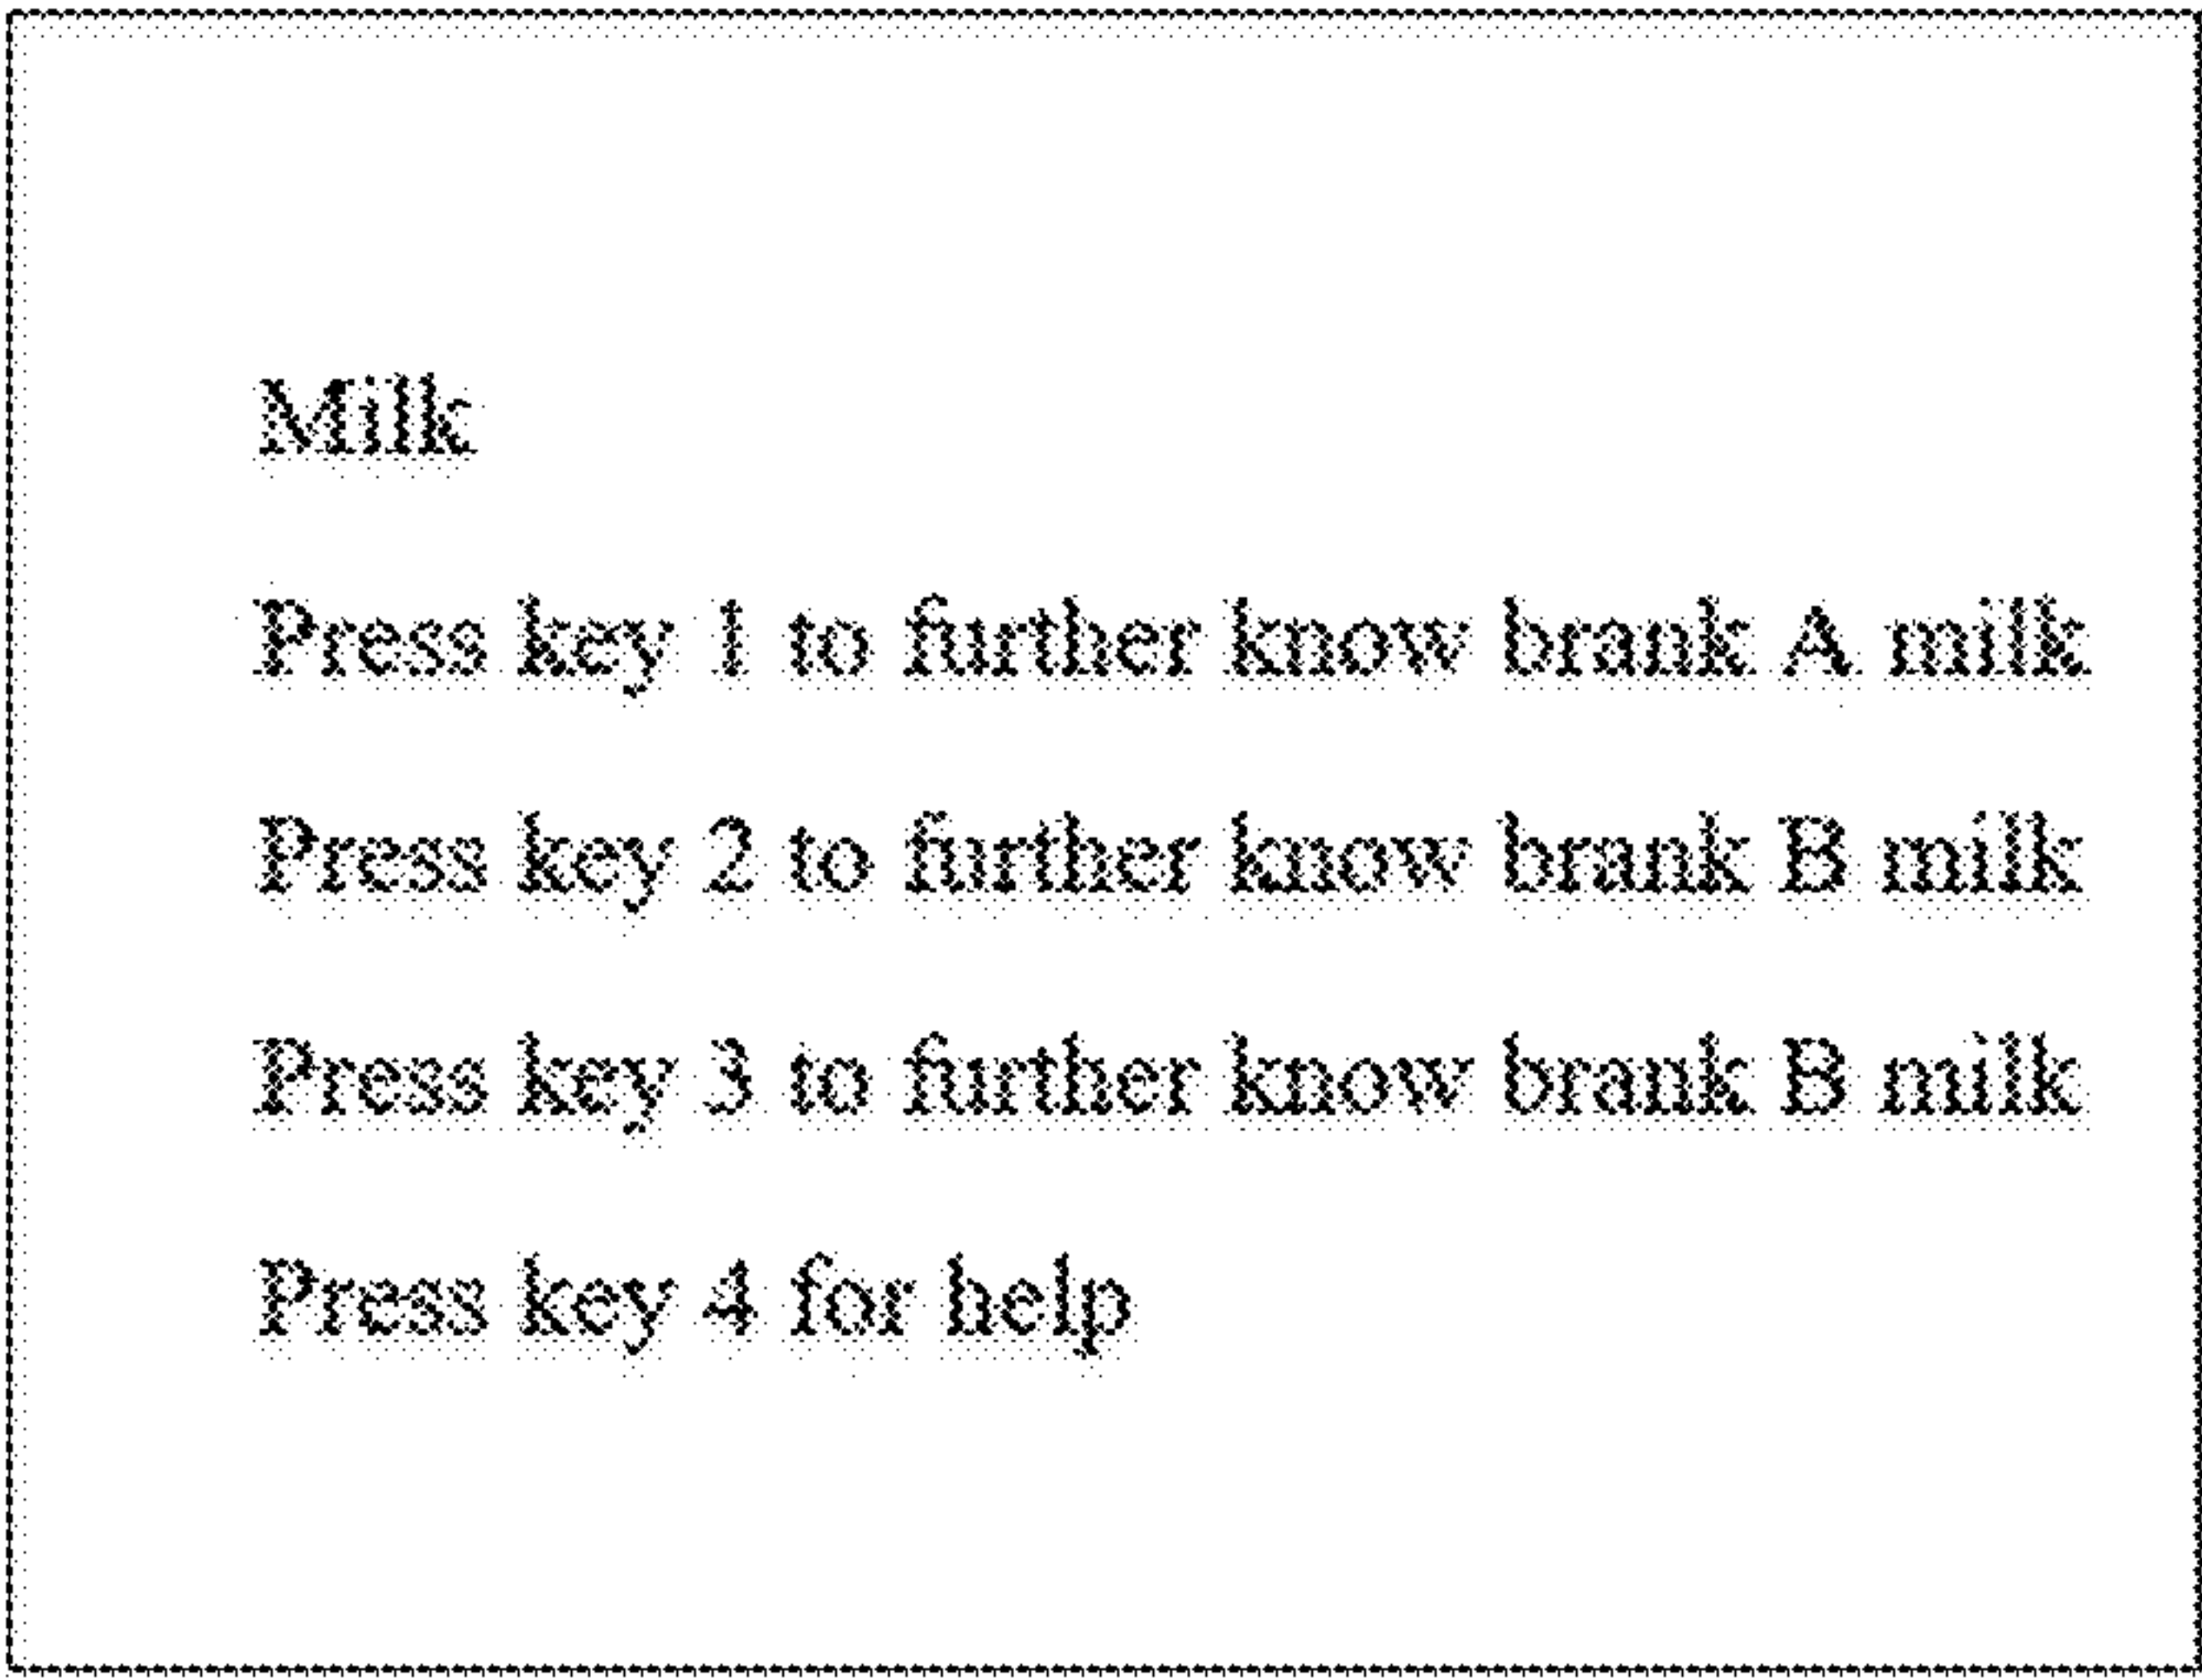 Milk
Press key 1 to further know brank A milk
Press key 2 to further know brank B milk
Press key 3 to further know brank B milk
Press key 4 for help